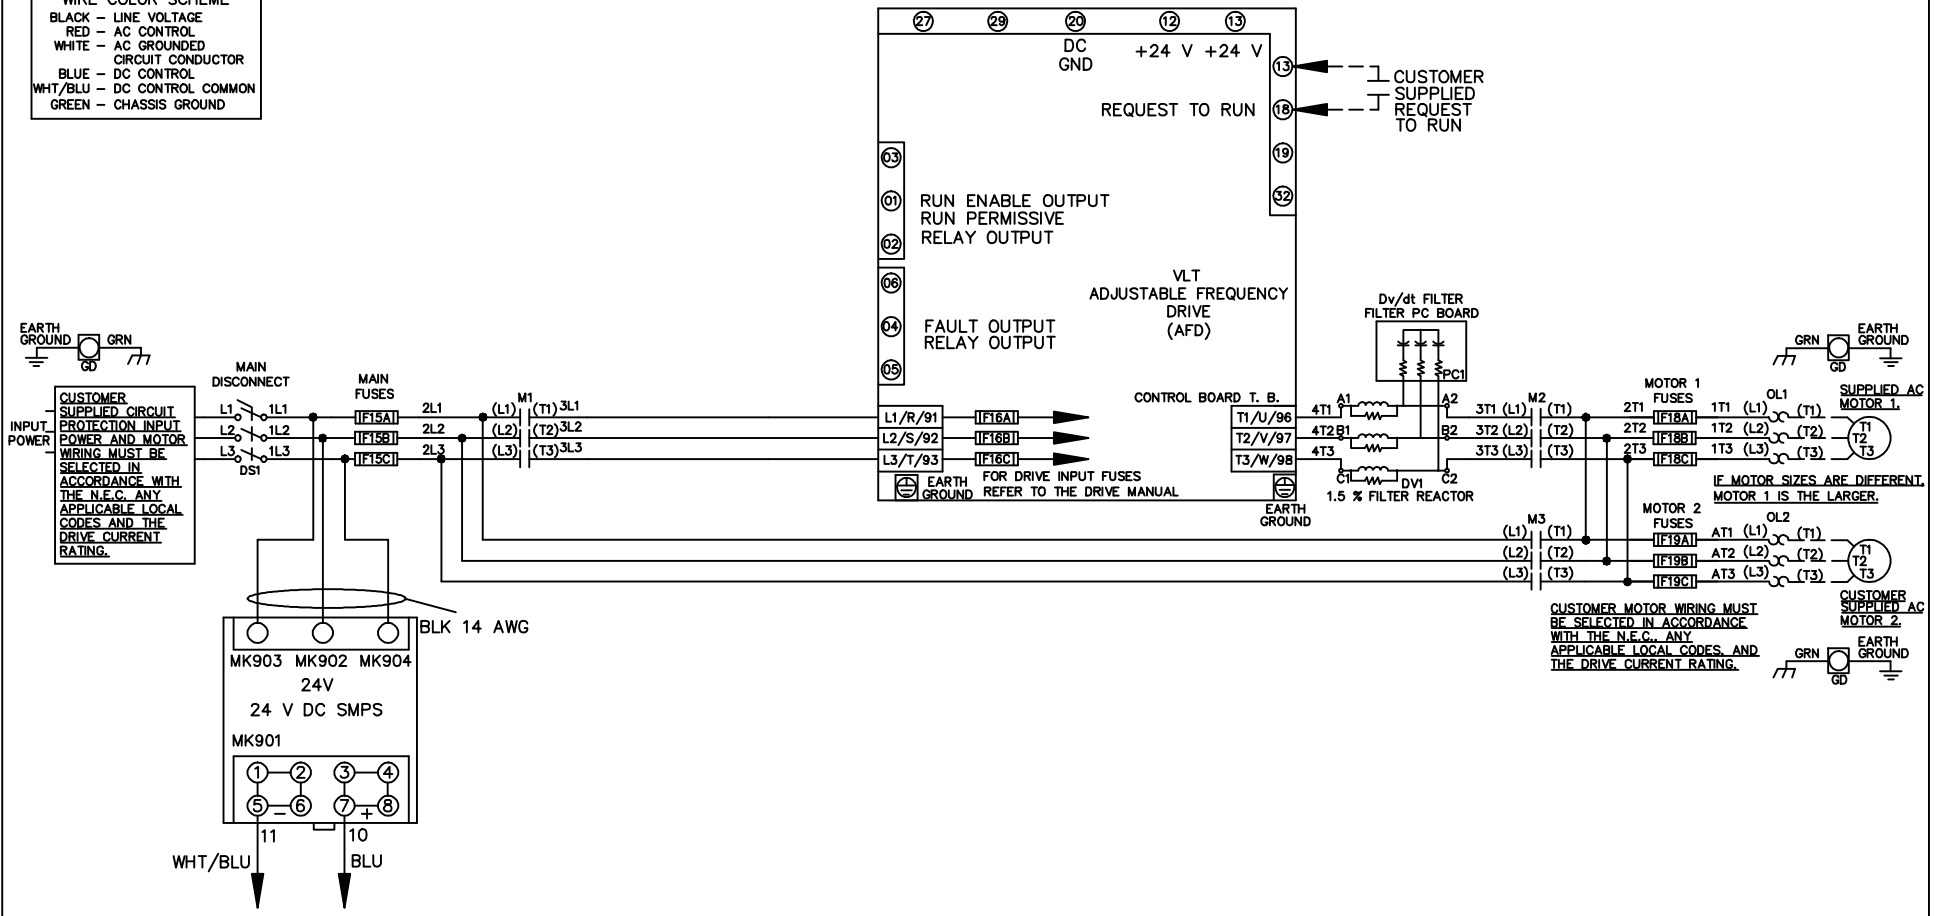 WIRE COLOR SCHEME
BLACK – LINE VOLTAGE
RED – AC CONTROL
WHITE – AC GROUNDED
CIRCUIT CONDUCTOR
BLUE – DC CONTROL
WHT/BLU – DC CONTROL COMMON
GREEN – CHASSIS GROUND
27 29 20 12 13
DC
GND
+24 V +24 V
13
REQUEST TO RUN 18
19
32
CUSTOMER
SUPPLIED
REQUEST
TO RUN
03
01
02
RUN ENABLE OUTPUT
RUN PERMISSIVE
RELAY OUTPUT
06
04
05
FAULT OUTPUT
RELAY OUTPUT
VLT
ADJUSTABLE FREQUENCY
DRIVE
(AFD)
CONTROL BOARD T. B.
L1/R/91 F16A
L2/S/92 F16B
L3/T/93 F16C
EARTH
GROUND
FOR DRIVE INPUT FUSES
REFER TO THE DRIVE MANUAL
T1/U/96
T2/V/97
T3/W/98
EARTH
GROUND
EARTH
GROUND
GRN
GD
INPUT
POWER
CUSTOMER
SUPPLIED CIRCUIT
PROTECTION INPUT
POWER AND MOTOR
WIRING MUST BE
SELECTED IN
ACCORDANCE WITH
THE N.E.C. ANY
APPLICABLE LOCAL
CODES AND THE
DRIVE CURRENT
RATING.
MAIN
DISCONNECT
L1 1L1
L2 1L2
L3 1L3
DS1
MAIN
FUSES
F15A 2L1
F15B 2L2
F15C 2L3
M1
(L1) (T1) 3L1
(L2) (T2) 3L2
(L3) (T3) 3L3
BLK 14 AWG
MK903 MK902 MK904
24V
24 V DC SMPS
MK901
1 2 3 4
5 – 6 7 + 8
11 10
WHT/BLU BLU
Dv/dt FILTER
FILTER PC BOARD
PC1
4T1 A1 A2
4T2 B1 B2
4T3
C1 DV1 C2
1.5 % FILTER REACTOR
M2
3T1 (L1) (T1)
3T2 (L2) (T2)
3T3 (L3) (T3)
M3
(L1) (T1)
(L2) (T2)
(L3) (T3)
MOTOR 1
FUSES
2T1 F18A 1T1 (L1) OL1 (T1)
2T2 F18B 1T2 (L2) (T2)
2T3 F18C 1T3 (L3) (T3)
T1
T2
T3
GRN
GD
EARTH
GROUND
SUPPLIED AC
MOTOR 1.
IF MOTOR SIZES ARE DIFFERENT,
MOTOR 1 IS THE LARGER.
MOTOR 2
FUSES
F19A AT1 (L1) OL2 (T1)
F19B AT2 (L2) (T2)
F19C AT3 (L3) (T3)
T1
T2
T3
CUSTOMER
SUPPLIED AC
MOTOR 2.
CUSTOMER MOTOR WIRING MUST
BE SELECTED IN ACCORDANCE
WITH THE N.E.C., ANY
APPLICABLE LOCAL CODES, AND
THE DRIVE CURRENT RATING.
GRN
GD
EARTH
GROUND